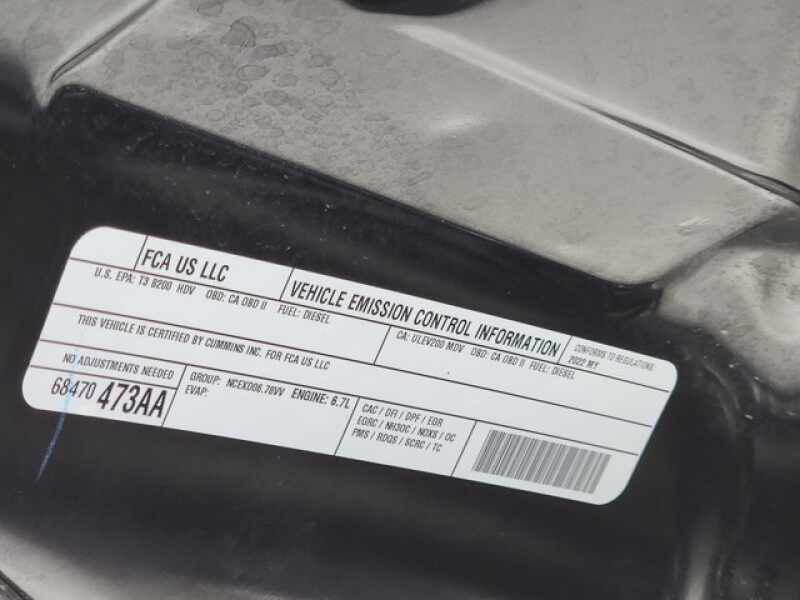 FCA US LLC
VEHICLE EMISSION CONTROL INFORMATION
CONFORMS TO REGULATIONS:
2022 MY
U.S. EPA: T3 B200 HDV OBD: CA OBD II FUEL: DIESEL
CA: ULEV200 MDV OBD: CA OBD II FUEL: DIESEL
THIS VEHICLE IS CERTIFIED BY CUMMINS INC. FOR FCA US LLC
NO ADJUSTMENTS NEEDED
68470 473AA
GROUP: NCEXD06.78VV ENGINE: 6.7L
EVAP:
CAC / DFI / DPF / EGR
EGRC / NH3OC / NOXS / OC
PMS / RDQS / SCRC / TC